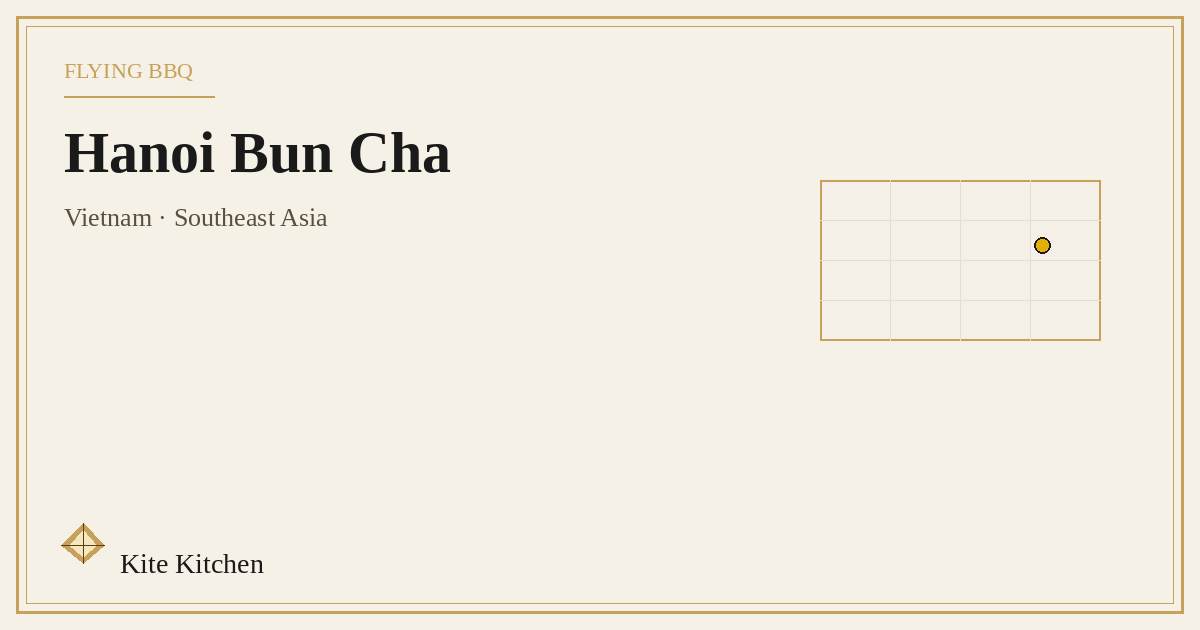 FLYING BBQ
Hanoi Bun Cha
Vietnam · Southeast Asia
Kite Kitchen